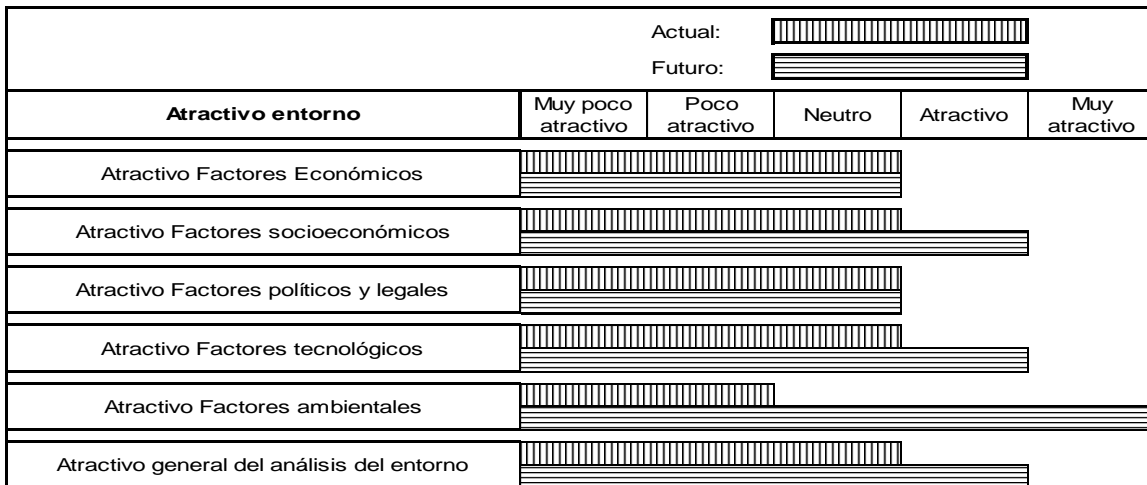 Actual:
Futuro:
Atractivo entorno
Muy poco
atractivo
Poco
atractivo
Neutro
Atractivo
Muy
atractivo
Atractivo Factores Económicos
Atractivo Factores socioeconómicos
Atractivo Factores políticos y legales
Atractivo Factores tecnológicos
Atractivo Factores ambientales
Atractivo general del análisis del entorno